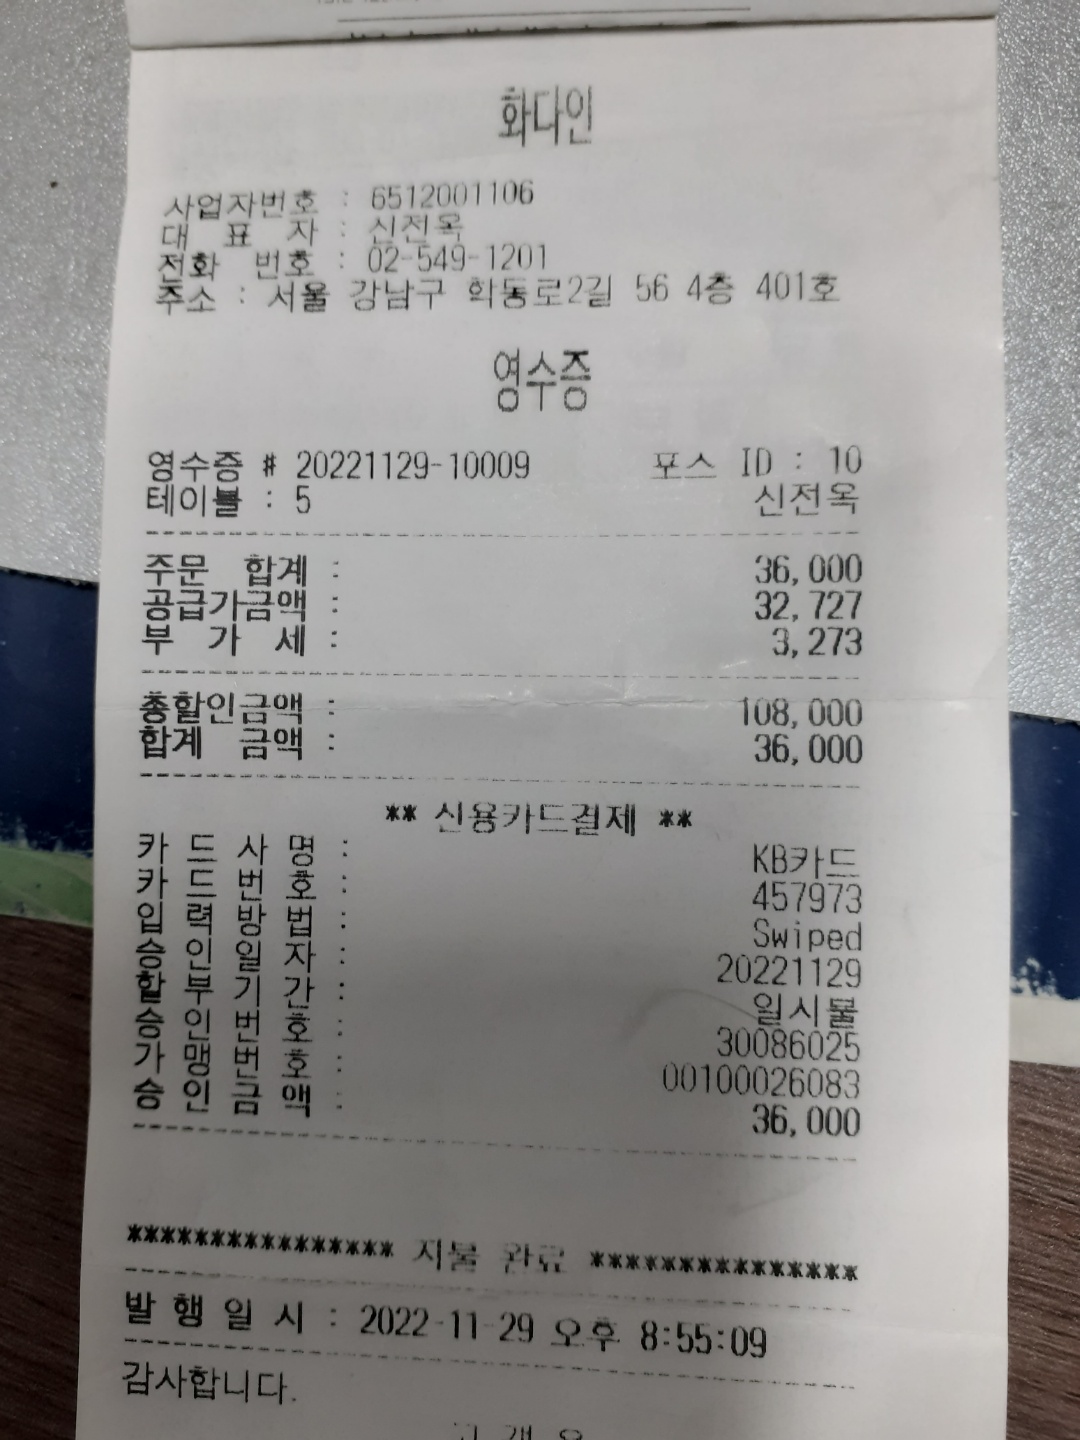 화다인
사업자번호 : 6512001106
대 표 자 : 신전옥
전화 번호 : 02-549-1201
주소 : 서울 강남구 학동로2길 56 4층 401호
영수증
영수증 # 20221129-10009 포스 ID : 10
테이블 : 5 신전옥
주문 합계 : 36,000
공급가금액 : 32,727
부 가 세 : 3,273
총할인금액 : 108,000
합계 금액 : 36,000
** 신용카드결제 **
카 드 사 명 : KB카드
카 드 번 호 : 457973
입 력 방 법 : Swiped
승 인 일 자 : 20221129
할 부 기 간 : 일시불
승 인 번 호 : 30086025
가 맹 번 호 : 00100026083
승 인 금 액 : 36,000
**************** 지불 완료 ****************
발 행 일 시 : 2022-11-29 오후 8:55:09
감사합니다.